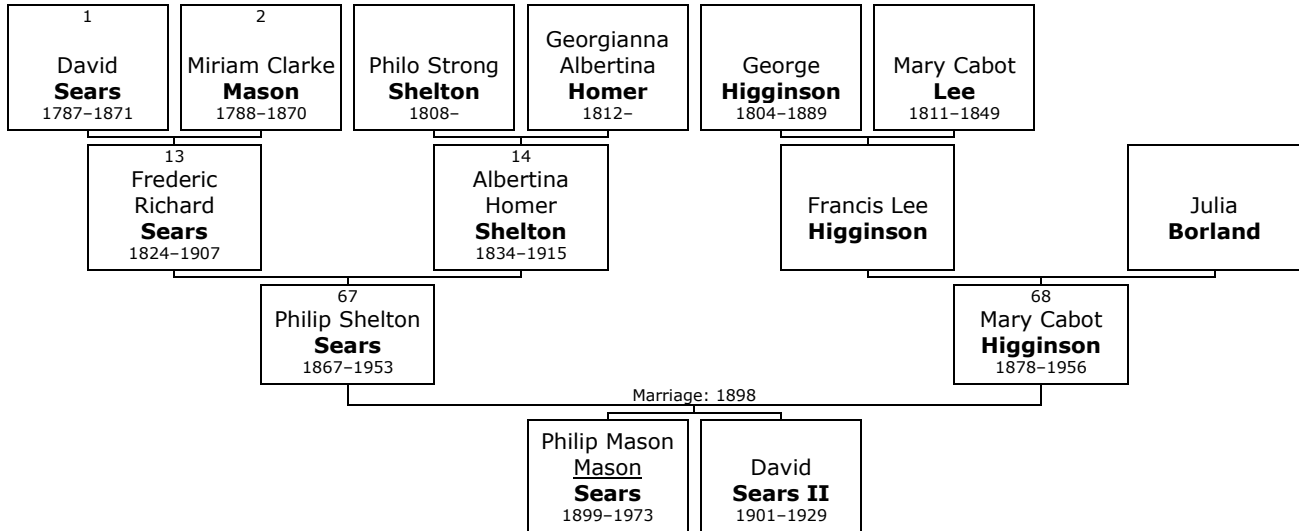 1
David
Sears
1787–1871
2
Miriam Clarke
Mason
1788–1870
Philo Strong
Shelton
1808–
Georgianna
Albertina
Homer
1812–
George
Higginson
1804–1889
Mary Cabot
Lee
1811–1849
13
Frederic
Richard
Sears
1824–1907
14
Albertina
Homer
Shelton
1834–1915
Francis Lee
Higginson
Julia
Borland
67
Philip Shelton
Sears
1867–1953
68
Mary Cabot
Higginson
1878–1956
Marriage: 1898
Philip Mason
Mason
Sears
1899–1973
David
Sears II
1901–1929